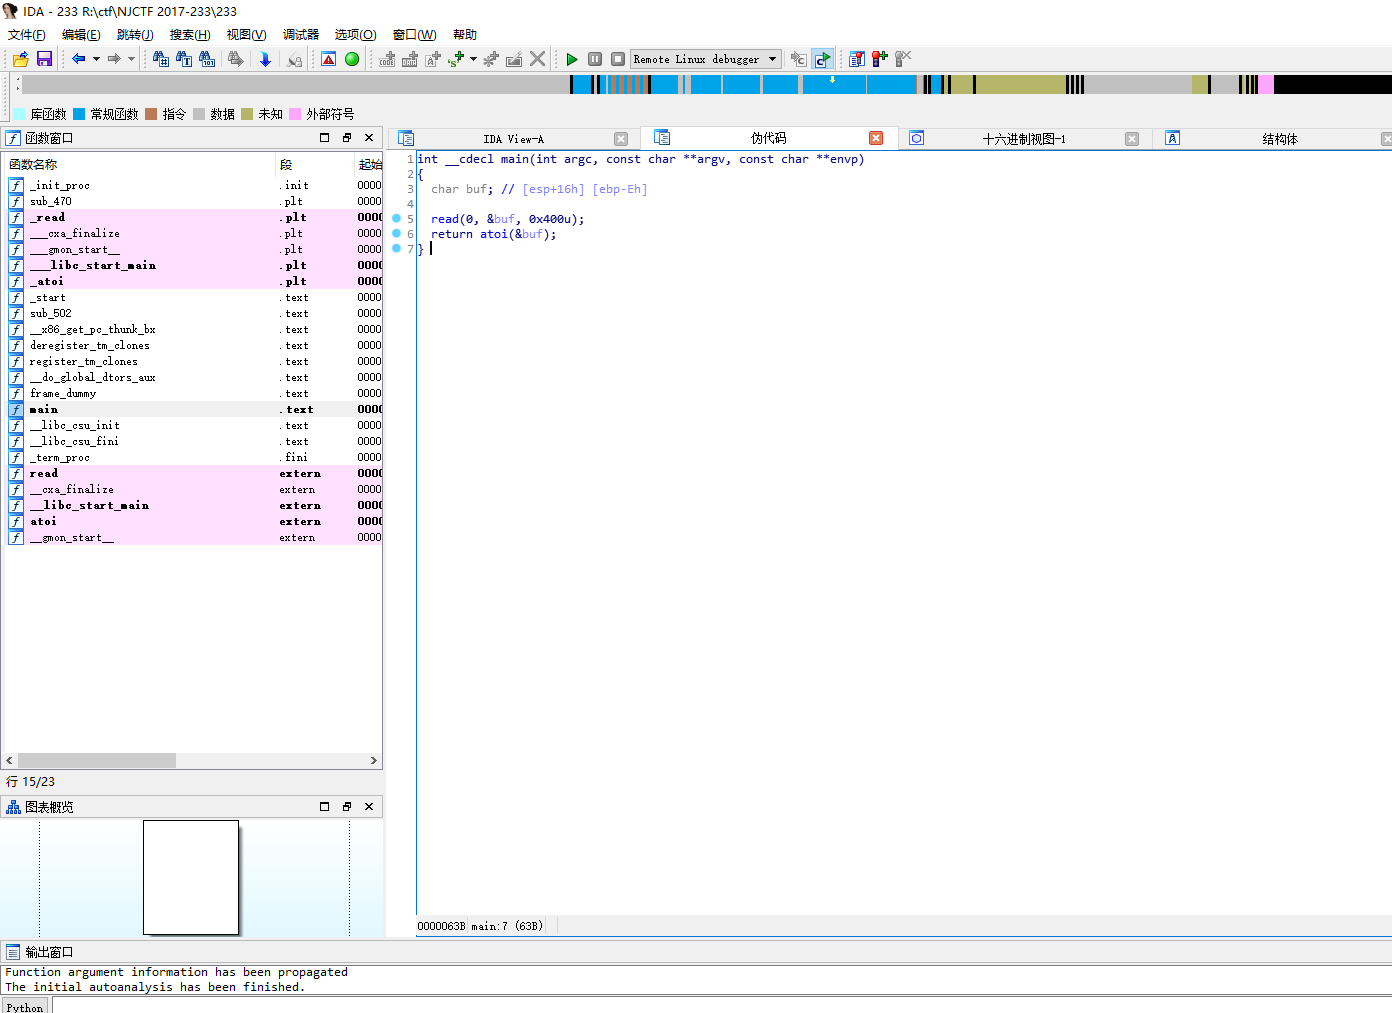 IDA - 233 R:\ctf\NJCTF 2017-233\233
文件(F) 编辑(E) 跳转(J) 搜索(H) 视图(V) 调试器 选项(O) 窗口(W) 帮助
Remote Linux debugger
库函数 常规函数 指令 数据 未知 外部符号
函数窗口
函数名称 段 起始
_init_proc .init 0000
sub_470 .plt 0000
_read .plt 0000
___cxa_finalize .plt 0000
___gmon_start__ .plt 0000
___libc_start_main .plt 0000
_atoi .plt 0000
_start .text 0000
sub_502 .text 0000
__x86_get_pc_thunk_bx .text 0000
deregister_tm_clones .text 0000
register_tm_clones .text 0000
__do_global_dtors_aux .text 0000
frame_dummy .text 0000
main .text 0000
__libc_csu_init .text 0000
__libc_csu_fini .text 0000
_term_proc .fini 0000
read extern 0000
__cxa_finalize extern 0000
__libc_start_main extern 0000
atoi extern 0000
__gmon_start__ extern 0000
行 15/23
图表概览
IDA View-A 伪代码 十六进制视图-1 结构体
1 int __cdecl main(int argc, const char **argv, const char **envp)
2 {
3 char buf; // [esp+16h] [ebp-Eh]
4
5 read(0, &buf, 0x400u);
6 return atoi(&buf);
7 }
0000063B main:7 (63B)
输出窗口
Function argument information has been propagated
The initial autoanalysis has been finished.
Python